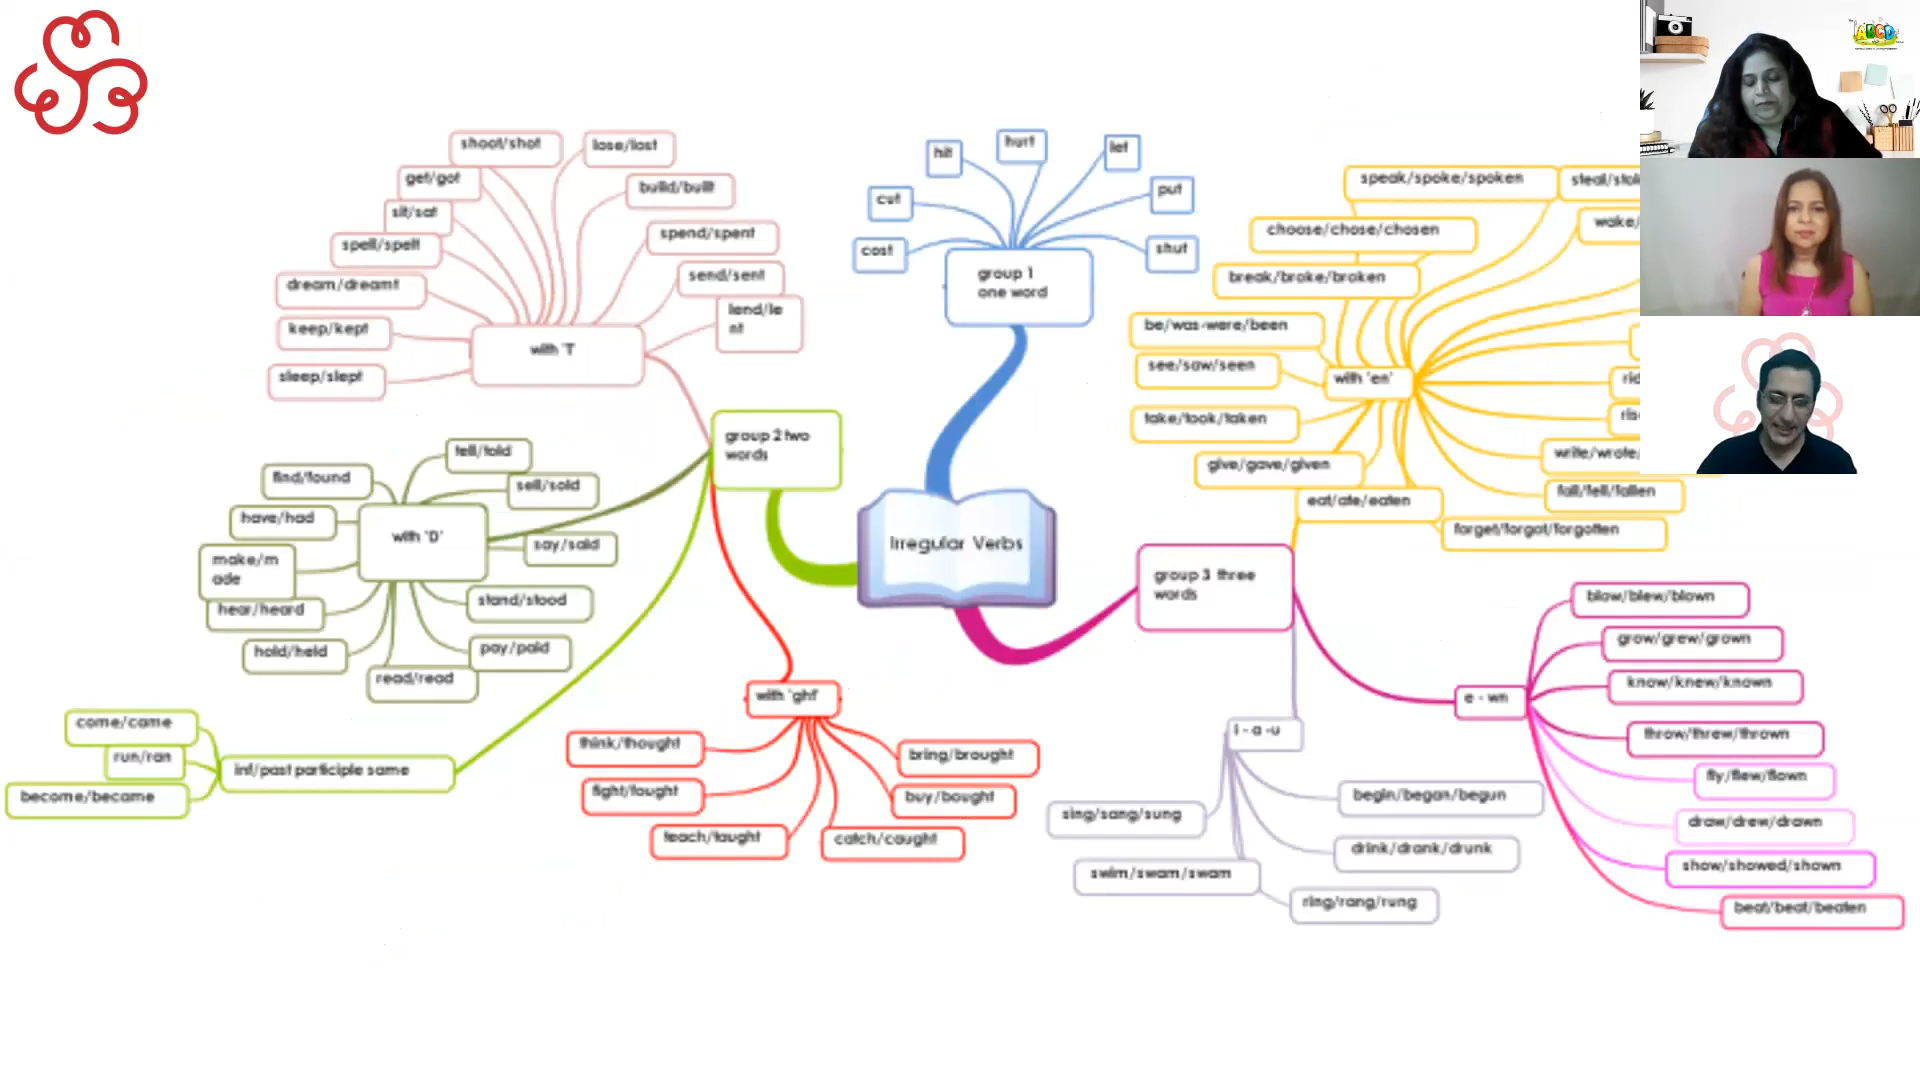 shoot/shot
lose/lost
get/got
build/built
sit/sat
spend/spent
spell/spelt
send/sent
dream/dreamt
lend/le
nt
keep/kept
with 'T'
sleep/slept
hit
hurt
let
cut
put
cost
shut
group 1
one word
group 2 two
words
tell/told
find/found
sell/sold
have/had
with 'D'
say/said
make/m
ade
hear/heard
stand/stood
hold/held
pay/paid
read/read
come/came
run/ran
become/became
inf/past participle same
with 'ght'
think/thought
bring/brought
fight/fought
buy/bought
teach/taught
catch/caught
Irregular Verbs
speak/spoke/spoken
choose/chose/chosen
wake/
break/broke/broken
be/was-were/been
see/saw/seen
with 'en'
take/took/taken
give/gave/given
write/wrote/
eat/ate/eaten
fall/fell/fallen
forget/forgot/forgotten
group 3 three
words
blow/blew/blown
grow/grew/grown
know/knew/known
e - wn
throw/threw/thrown
fly/flew/flown
draw/drew/drawn
show/showed/shown
beat/beat/beaten
i - a -u
begin/began/begun
sing/sang/sung
drink/drank/drunk
swim/swam/swam
ring/rang/rung
ABCD